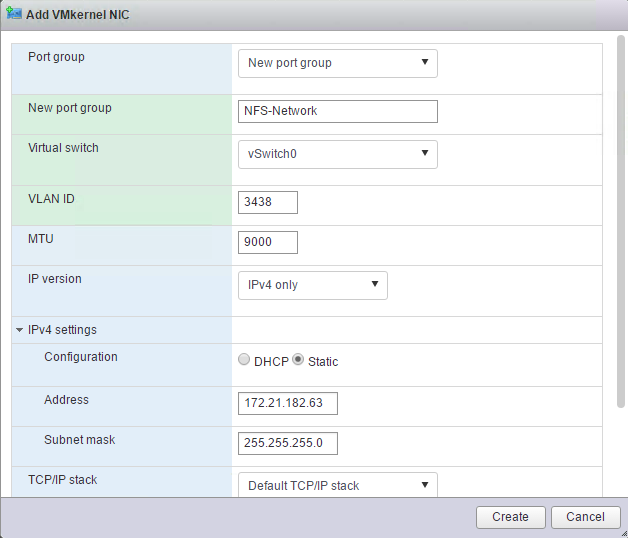 Add VMkernel NIC
Port group New port group
New port group NFS-Network
Virtual switch vSwitch0
VLAN ID 3438
MTU 9000
IP version IPv4 only
IPv4 settings
Configuration DHCP Static
Address 172.21.182.63
Subnet mask 255.255.255.0
TCP/IP stack Default TCP/IP stack
Create Cancel